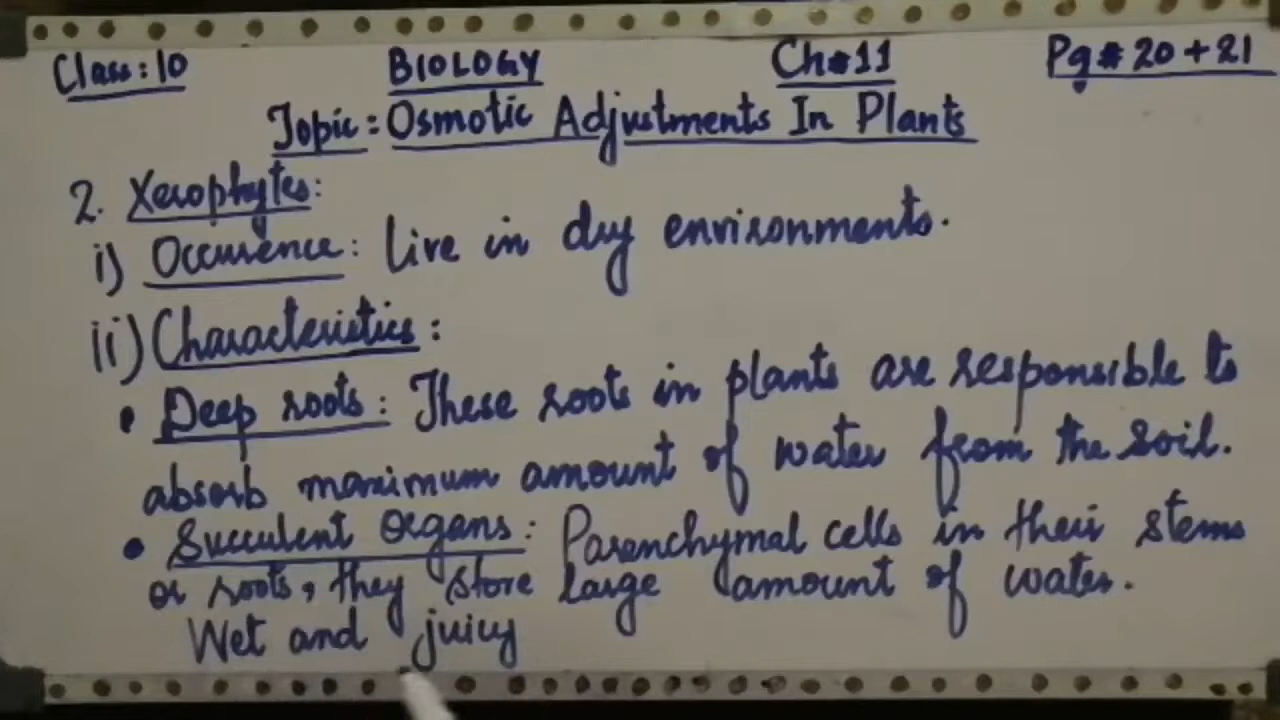 Class: 10 BIOLOGY Ch#11 Pg# 20+21
Topic: Osmotic Adjustments In Plants
2. Xerophytes:
i) Occurence: Live in dry environments.
ii) Characteristics:
• Deep roots: These roots in plants are responsible to
absorb maximum amount of water from the soil.
• Succulent Organs: Parenchymal cells in their stems
or roots, they store large amount of water.
Wet and juicy